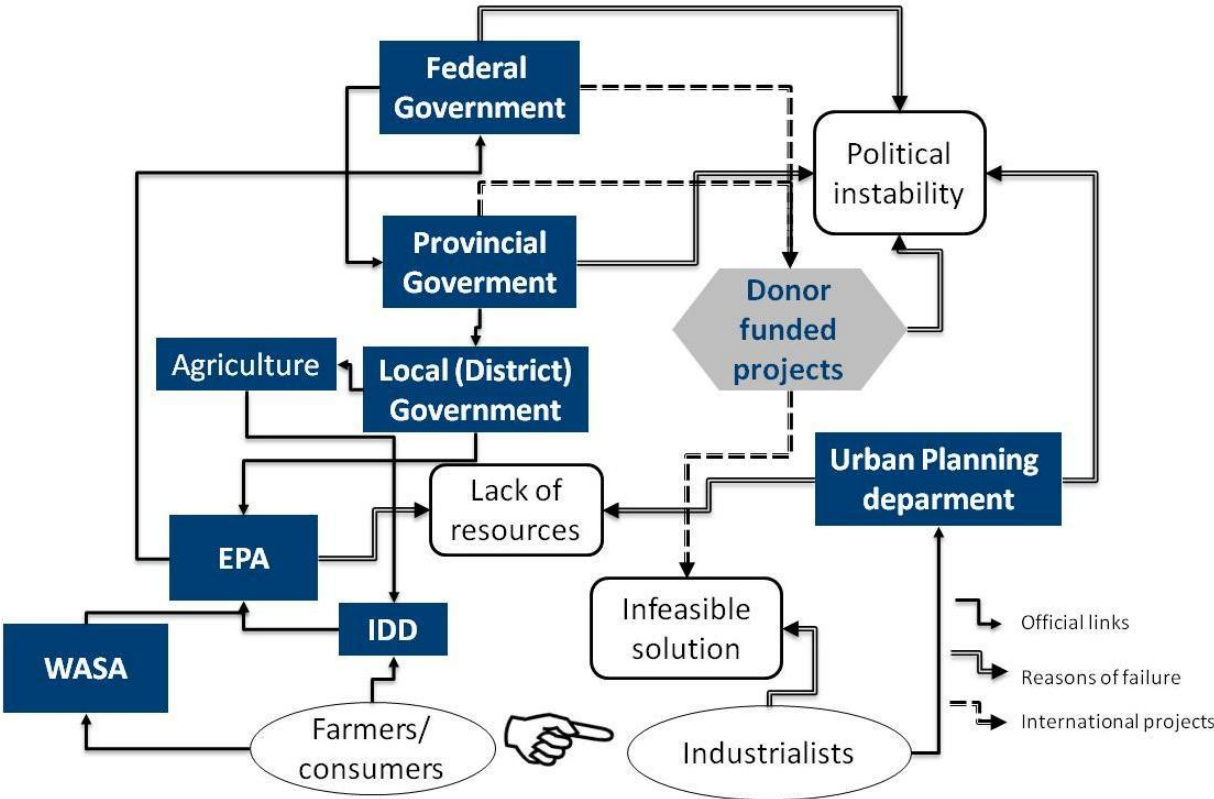 Federal
Government
Political
instability
Provincial
Goverment
Donor
funded
projects
Agriculture
Local (District)
Government
Urban Planning
deparment
Lack of
resources
EPA
Infeasible
solution
IDD
WASA
Farmers/
consumers
Industrialists
Official links
Reasons of failure
International projects